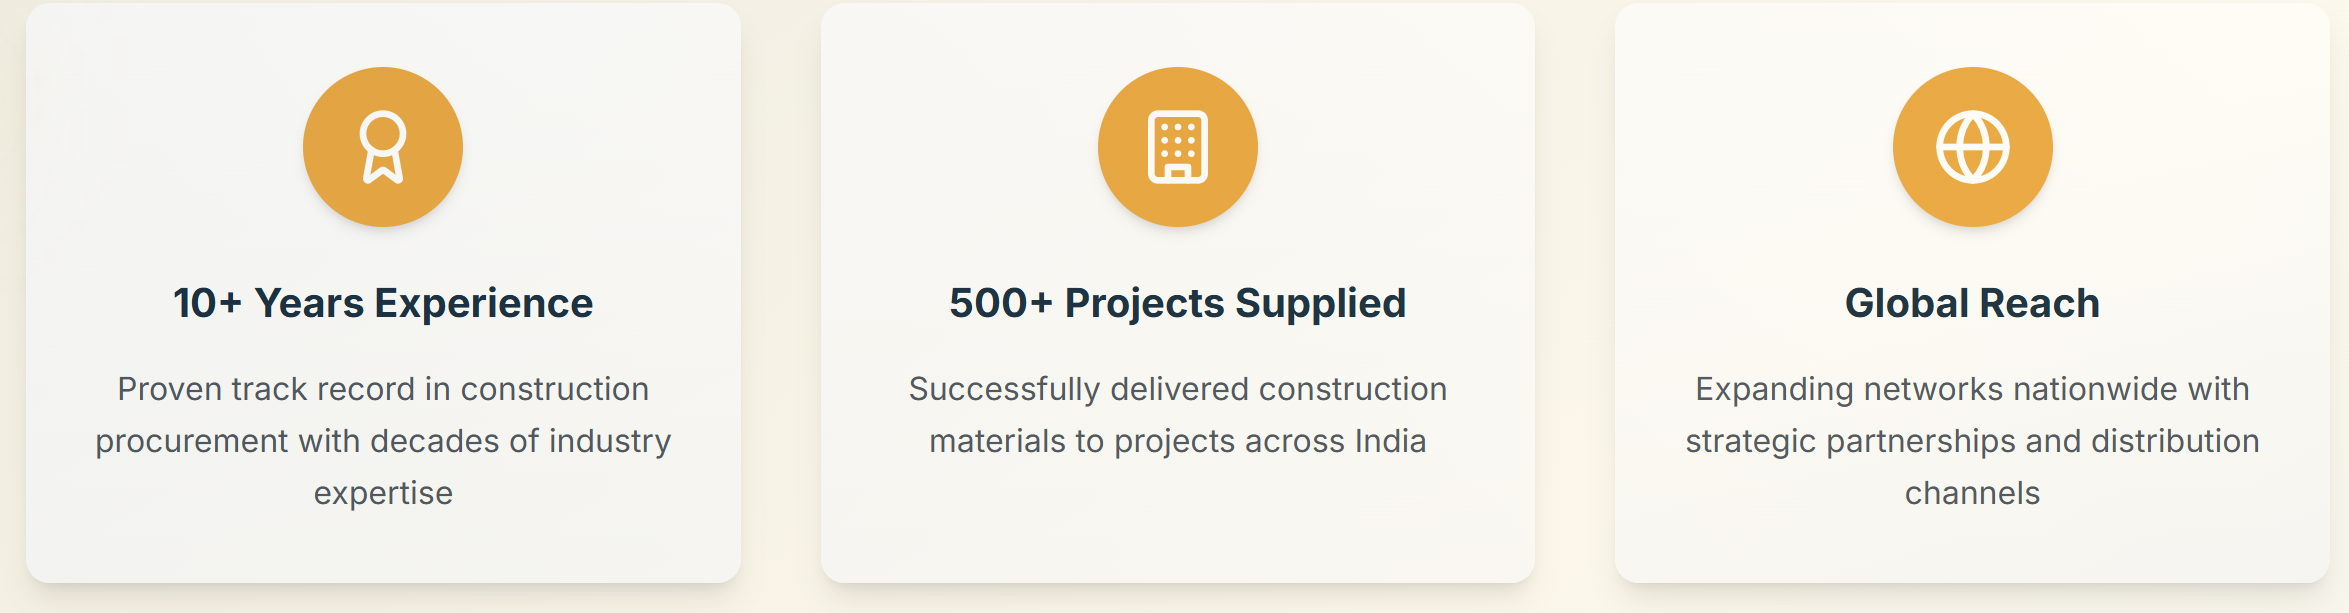 10+ Years Experience
Proven track record in construction
procurement with decades of industry
expertise
500+ Projects Supplied
Successfully delivered construction
materials to projects across India
Global Reach
Expanding networks nationwide with
strategic partnerships and distribution
channels